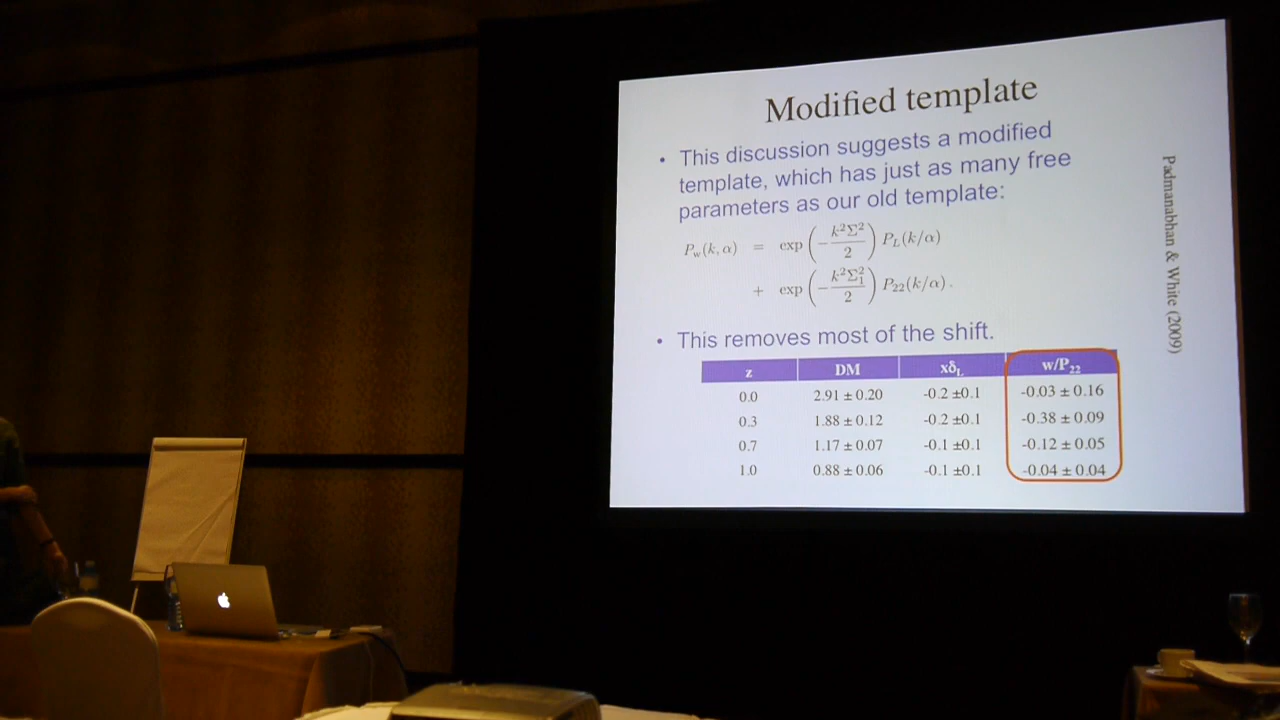 Modified template
• This discussion suggests a modified
template, which has just as many free
parameters as our old template:
P_w(k, α) = exp(−k²Σ²/2) P_L(k/α)
+ exp(−k²Σ₁²/2) P₂₂(k/α).
• This removes most of the shift.
z DM xδ_L w/P₂₂
0.0 2.91 ± 0.20 -0.2 ±0.1 -0.03 ± 0.16
0.3 1.88 ± 0.12 -0.2 ±0.1 -0.38 ± 0.09
0.7 1.17 ± 0.07 -0.1 ±0.1 -0.12 ± 0.05
1.0 0.88 ± 0.06 -0.1 ±0.1 -0.04 ± 0.04
Padmanabhan & White (2009)